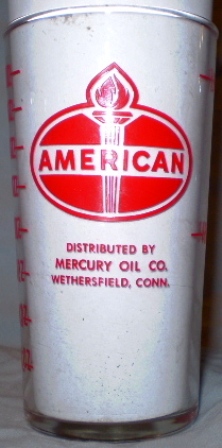 AMERICAN
DISTRIBUTED BY
MERCURY OIL CO.
WETHERSFIELD, CONN.